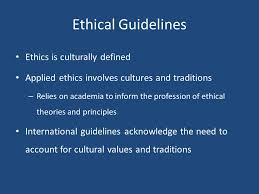 Ethical Guidelines
• Ethics is culturally defined
• Applied ethics involves cultures and traditions
– Relies on academia to inform the profession of ethical
theories and principles
• International guidelines acknowledge the need to
account for cultural values and traditions